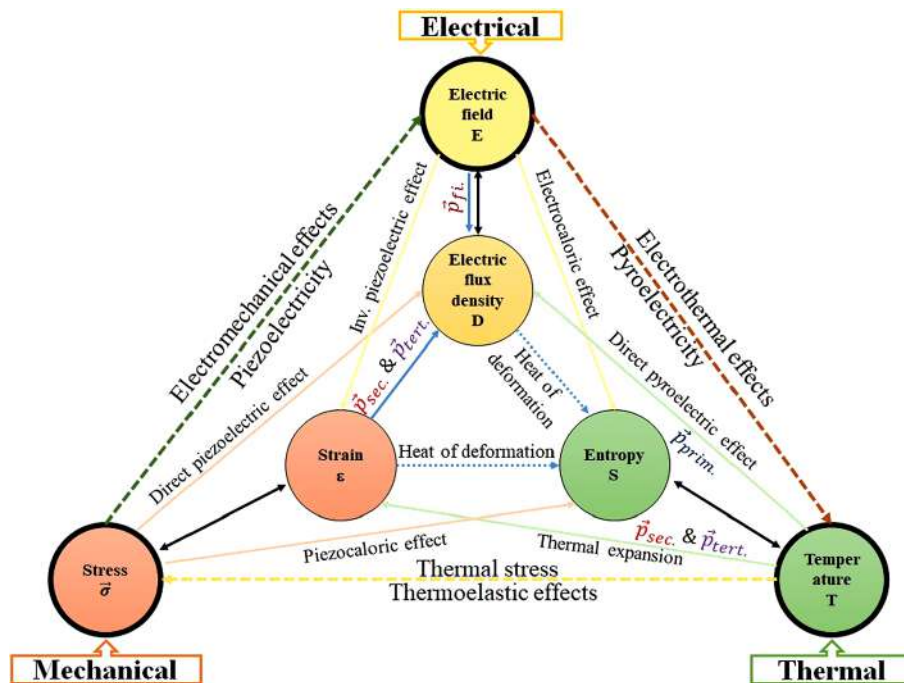 Electrical
Electric
field
E
Electromechanical effects
Piezoelectricity
Inv. piezoelectric effect
p⃗fi.
Electrocaloric effect
Electrothermal effects
Pyroelectricity
Electric
flux
density
D
Direct piezoelectric effect
p⃗sec. & p⃗tert.
Heat of
deformation
Direct pyroelectric effect
p⃗prim.
Strain
ε
Heat of deformation
Entropy
S
Piezocaloric effect
p⃗sec. & p⃗tert.
Thermal expansion
Stress
σ⃗
Thermal stress
Thermoelastic effects
Temper
ature
T
Mechanical
Thermal